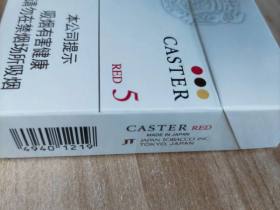 本公司提示
吸烟有害健康
请勿在禁烟场所吸烟
CASTER
RED 5
CASTER RED
MADE IN JAPAN
JT JAPAN TOBACCO INC.
TOKYO, JAPAN
49401219